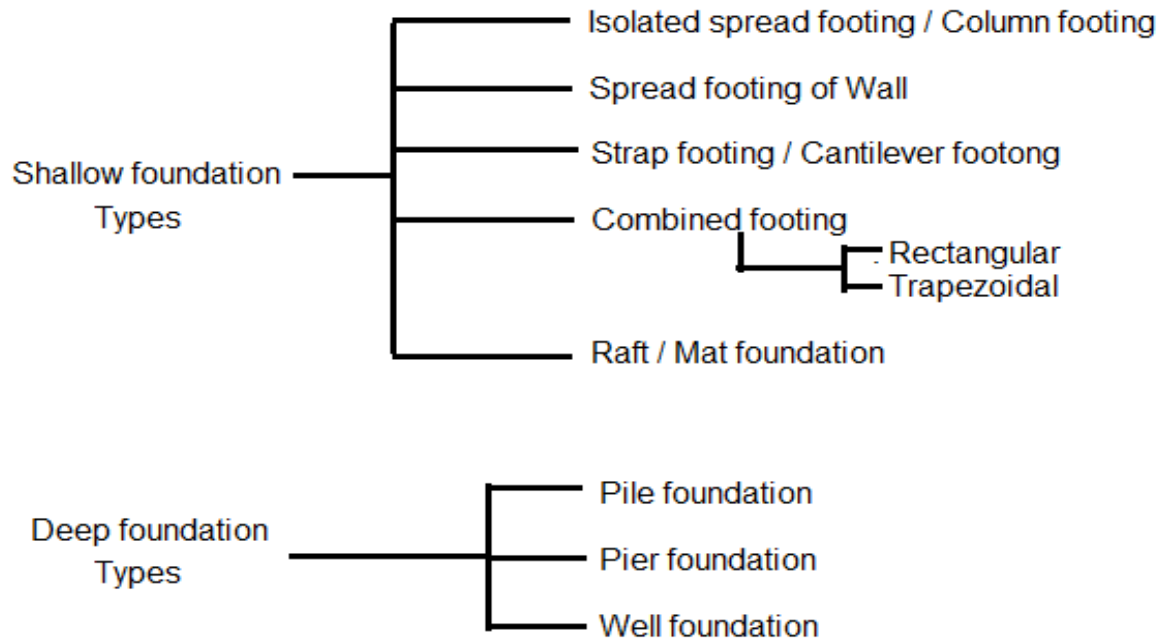 Isolated spread footing / Column footing
Spread footing of Wall
Strap footing / Cantilever footong
Shallow foundation
Types
Combined footing
Rectangular
Trapezoidal
Raft / Mat foundation
Pile foundation
Deep foundation
Types
Pier foundation
Well foundation